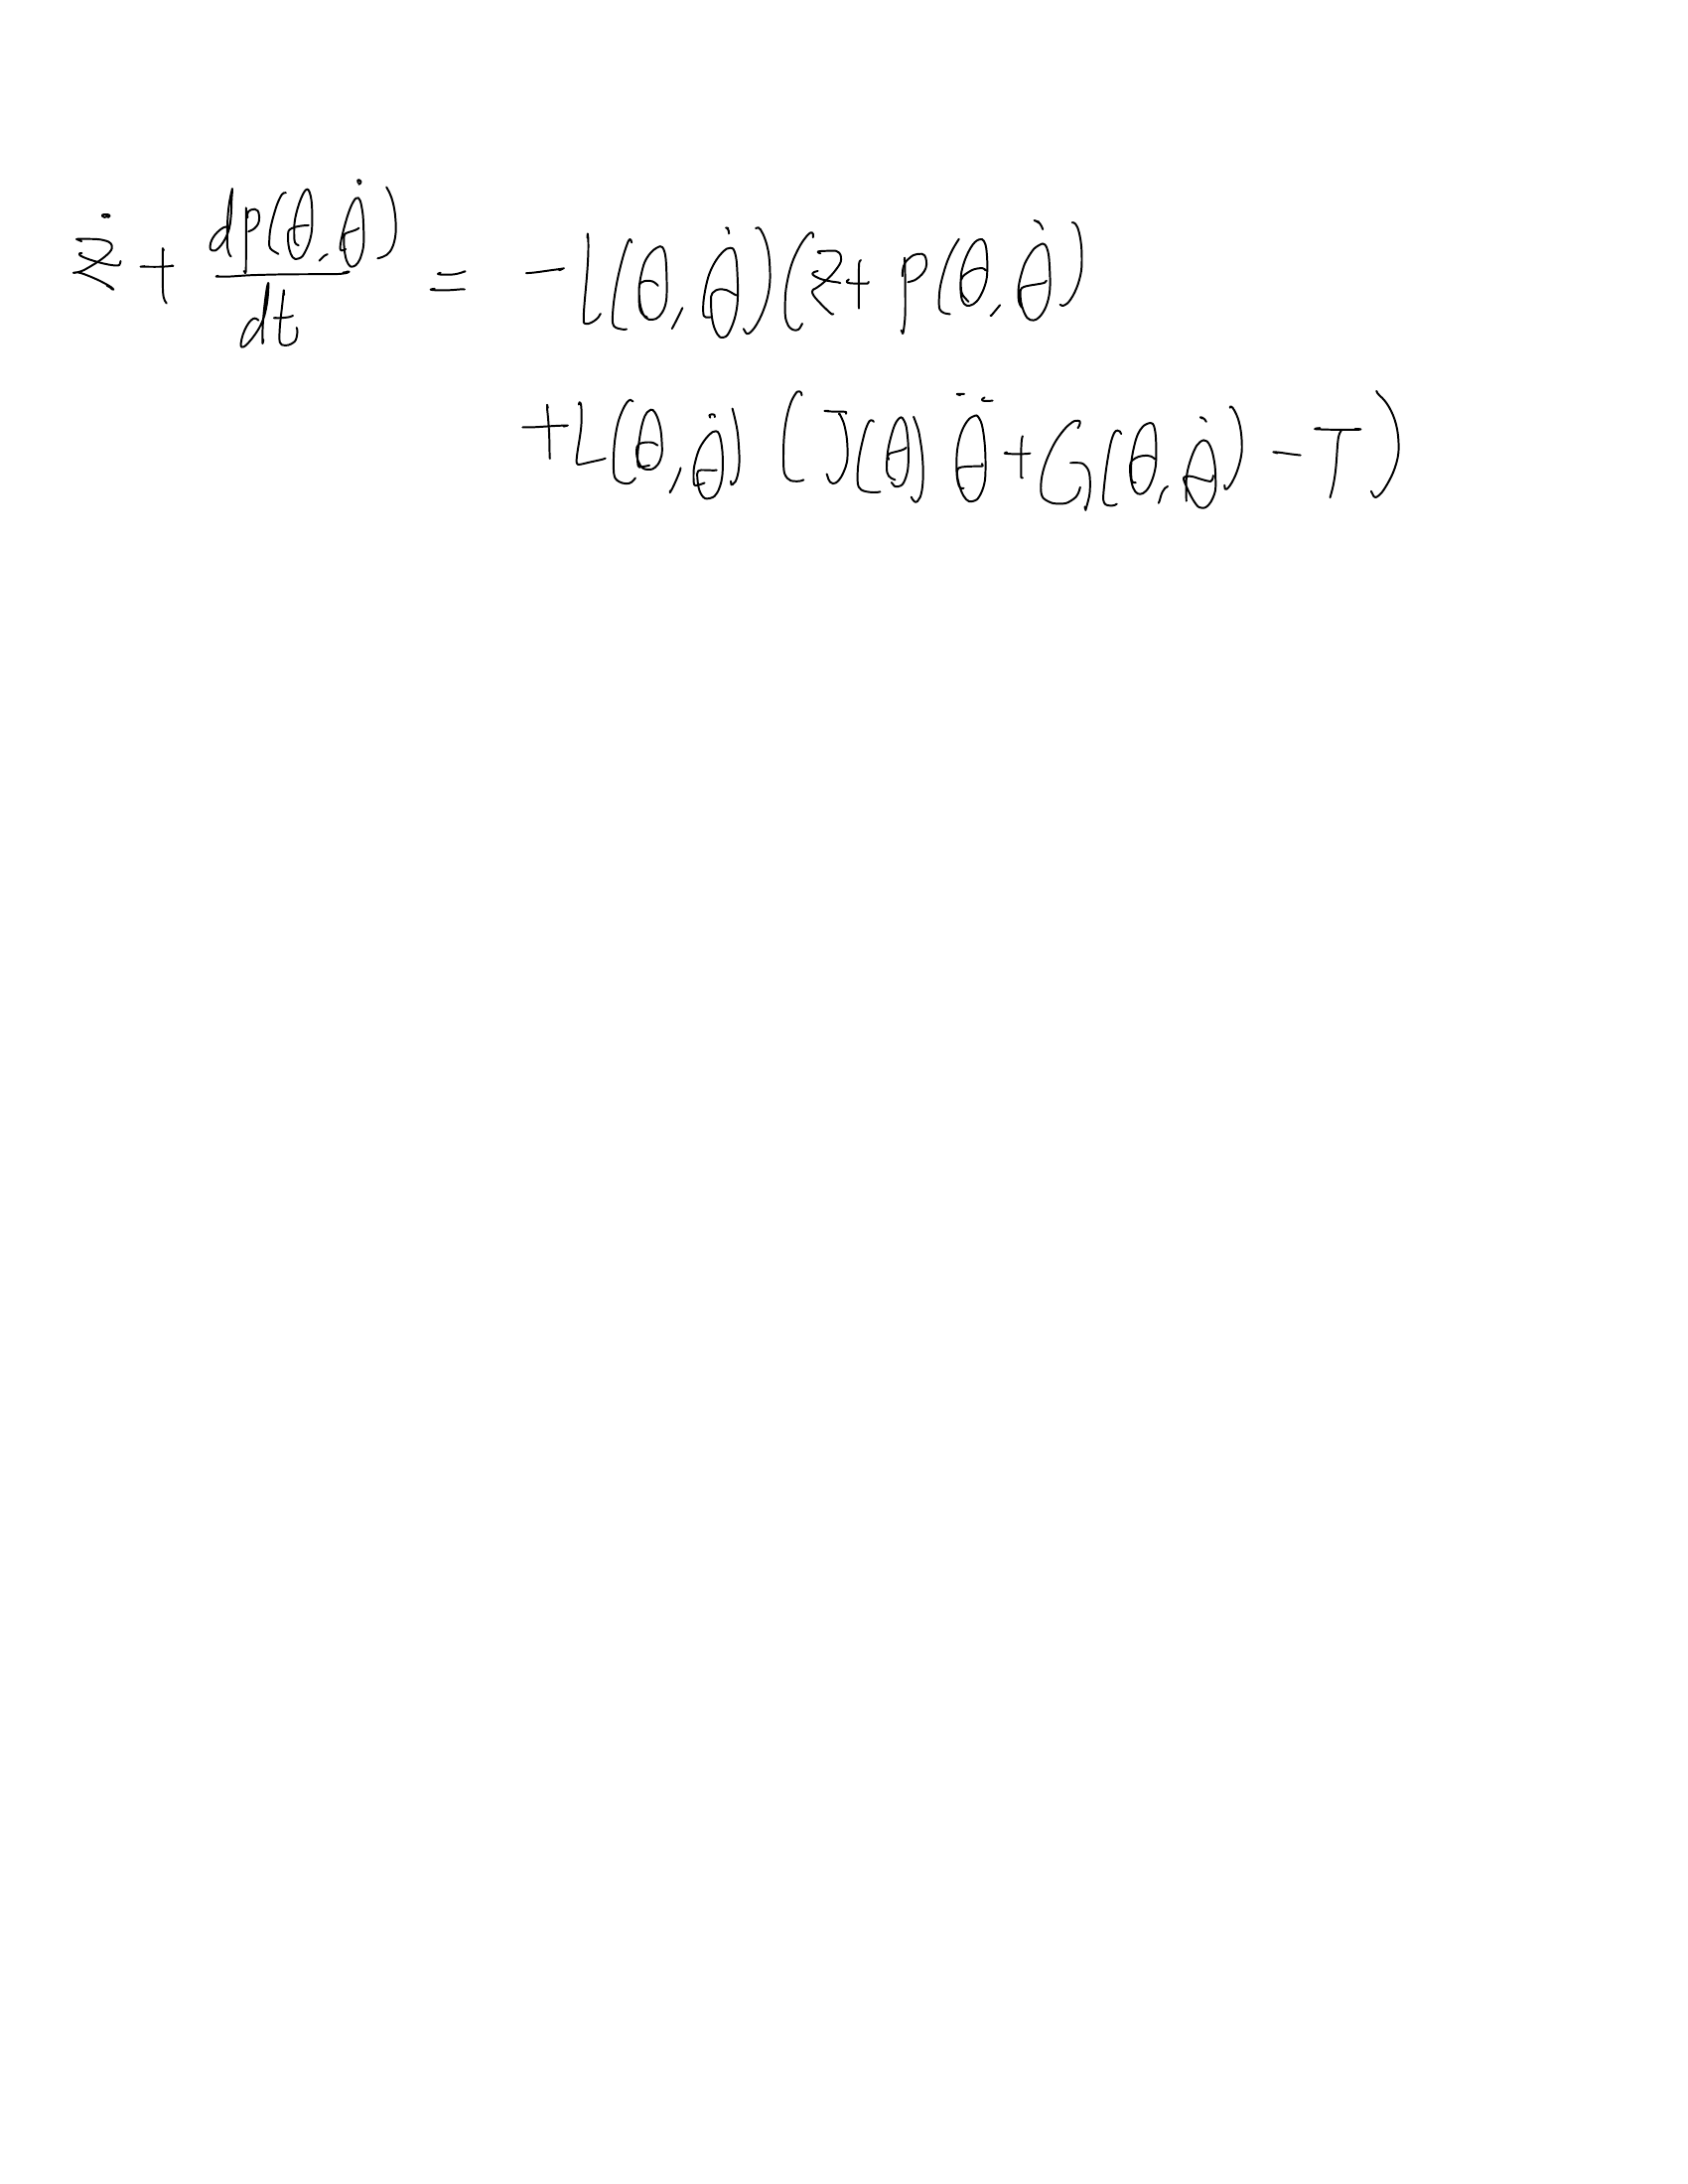 ż + dp(θ, θ̇)/dt = -L(θ, θ̇)(z + p(θ, θ̇)
+L(θ, θ̇) (J(θ) θ̈ + G(θ, θ̇) - T)